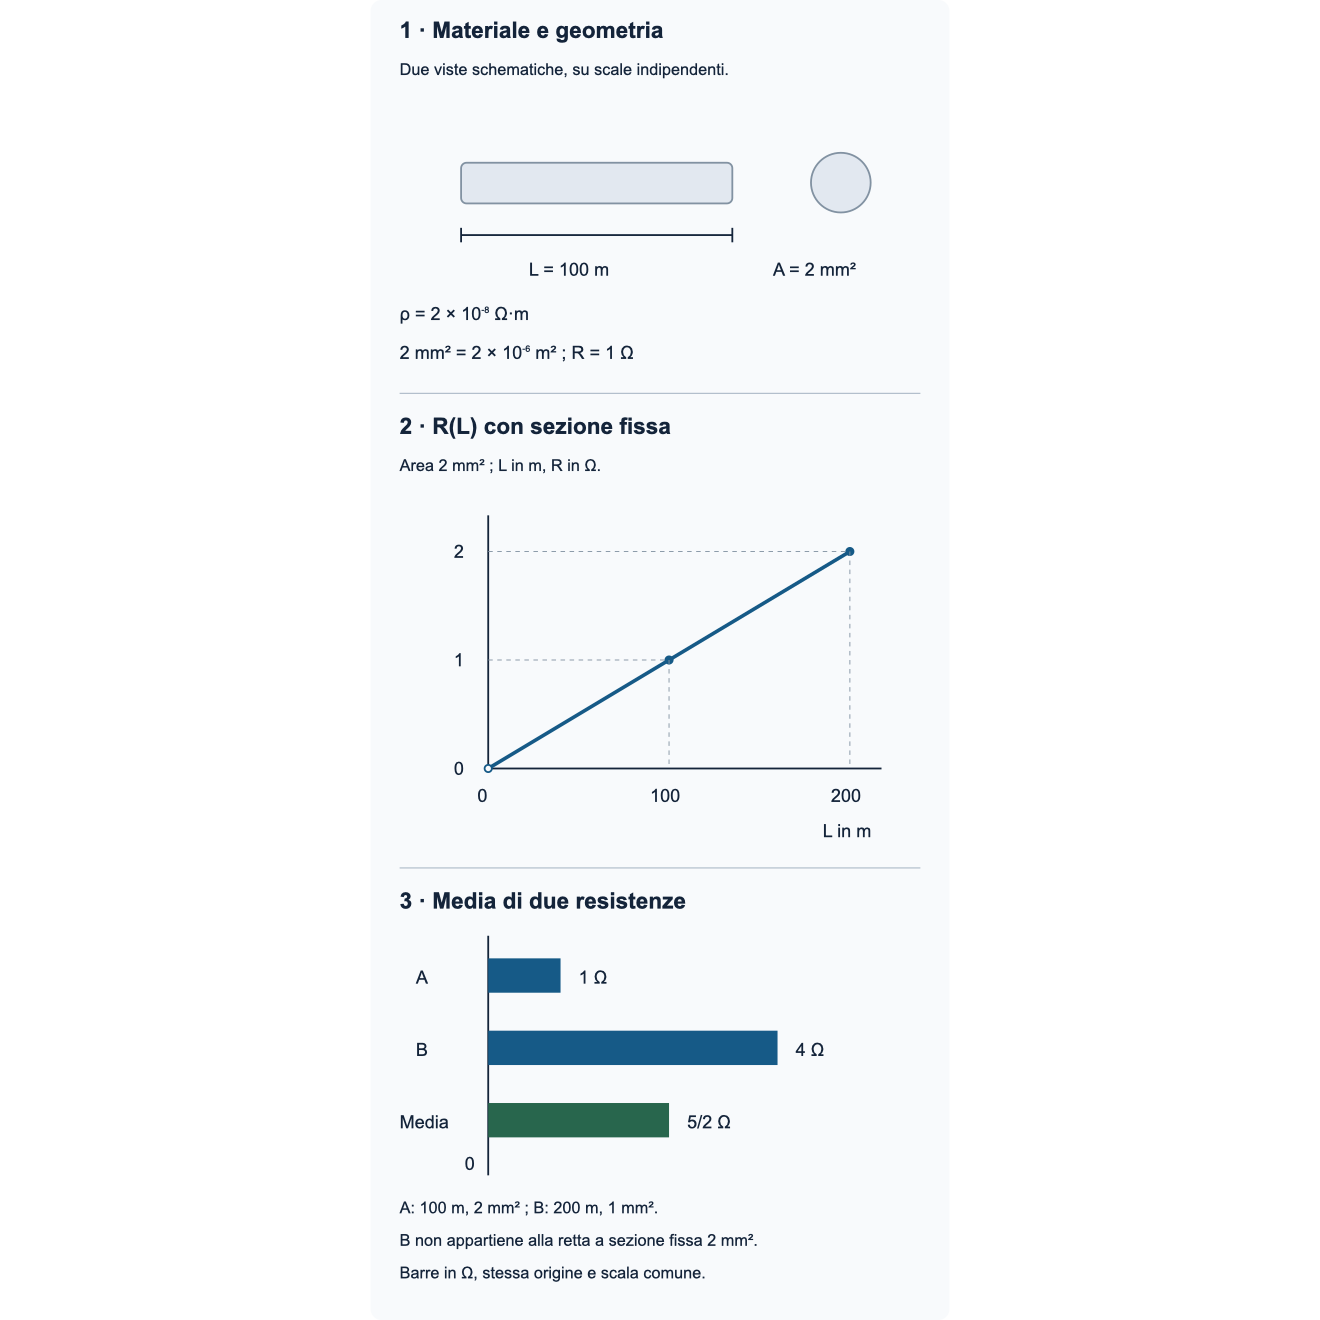 1 · Materiale e geometria
Due viste schematiche, su scale indipendenti.
L = 100 m
A = 2 mm²
ρ = 2 × 10⁻⁸ Ω·m
2 mm² = 2 × 10⁻⁶ m² ; R = 1 Ω
2 · R(L) con sezione fissa
Area 2 mm² ; L in m, R in Ω.
2
1
0
0 100 200
L in m
3 · Media di due resistenze
A 1 Ω
B 4 Ω
Media 5/2 Ω
0
A: 100 m, 2 mm² ; B: 200 m, 1 mm².
B non appartiene alla retta a sezione fissa 2 mm².
Barre in Ω, stessa origine e scala comune.